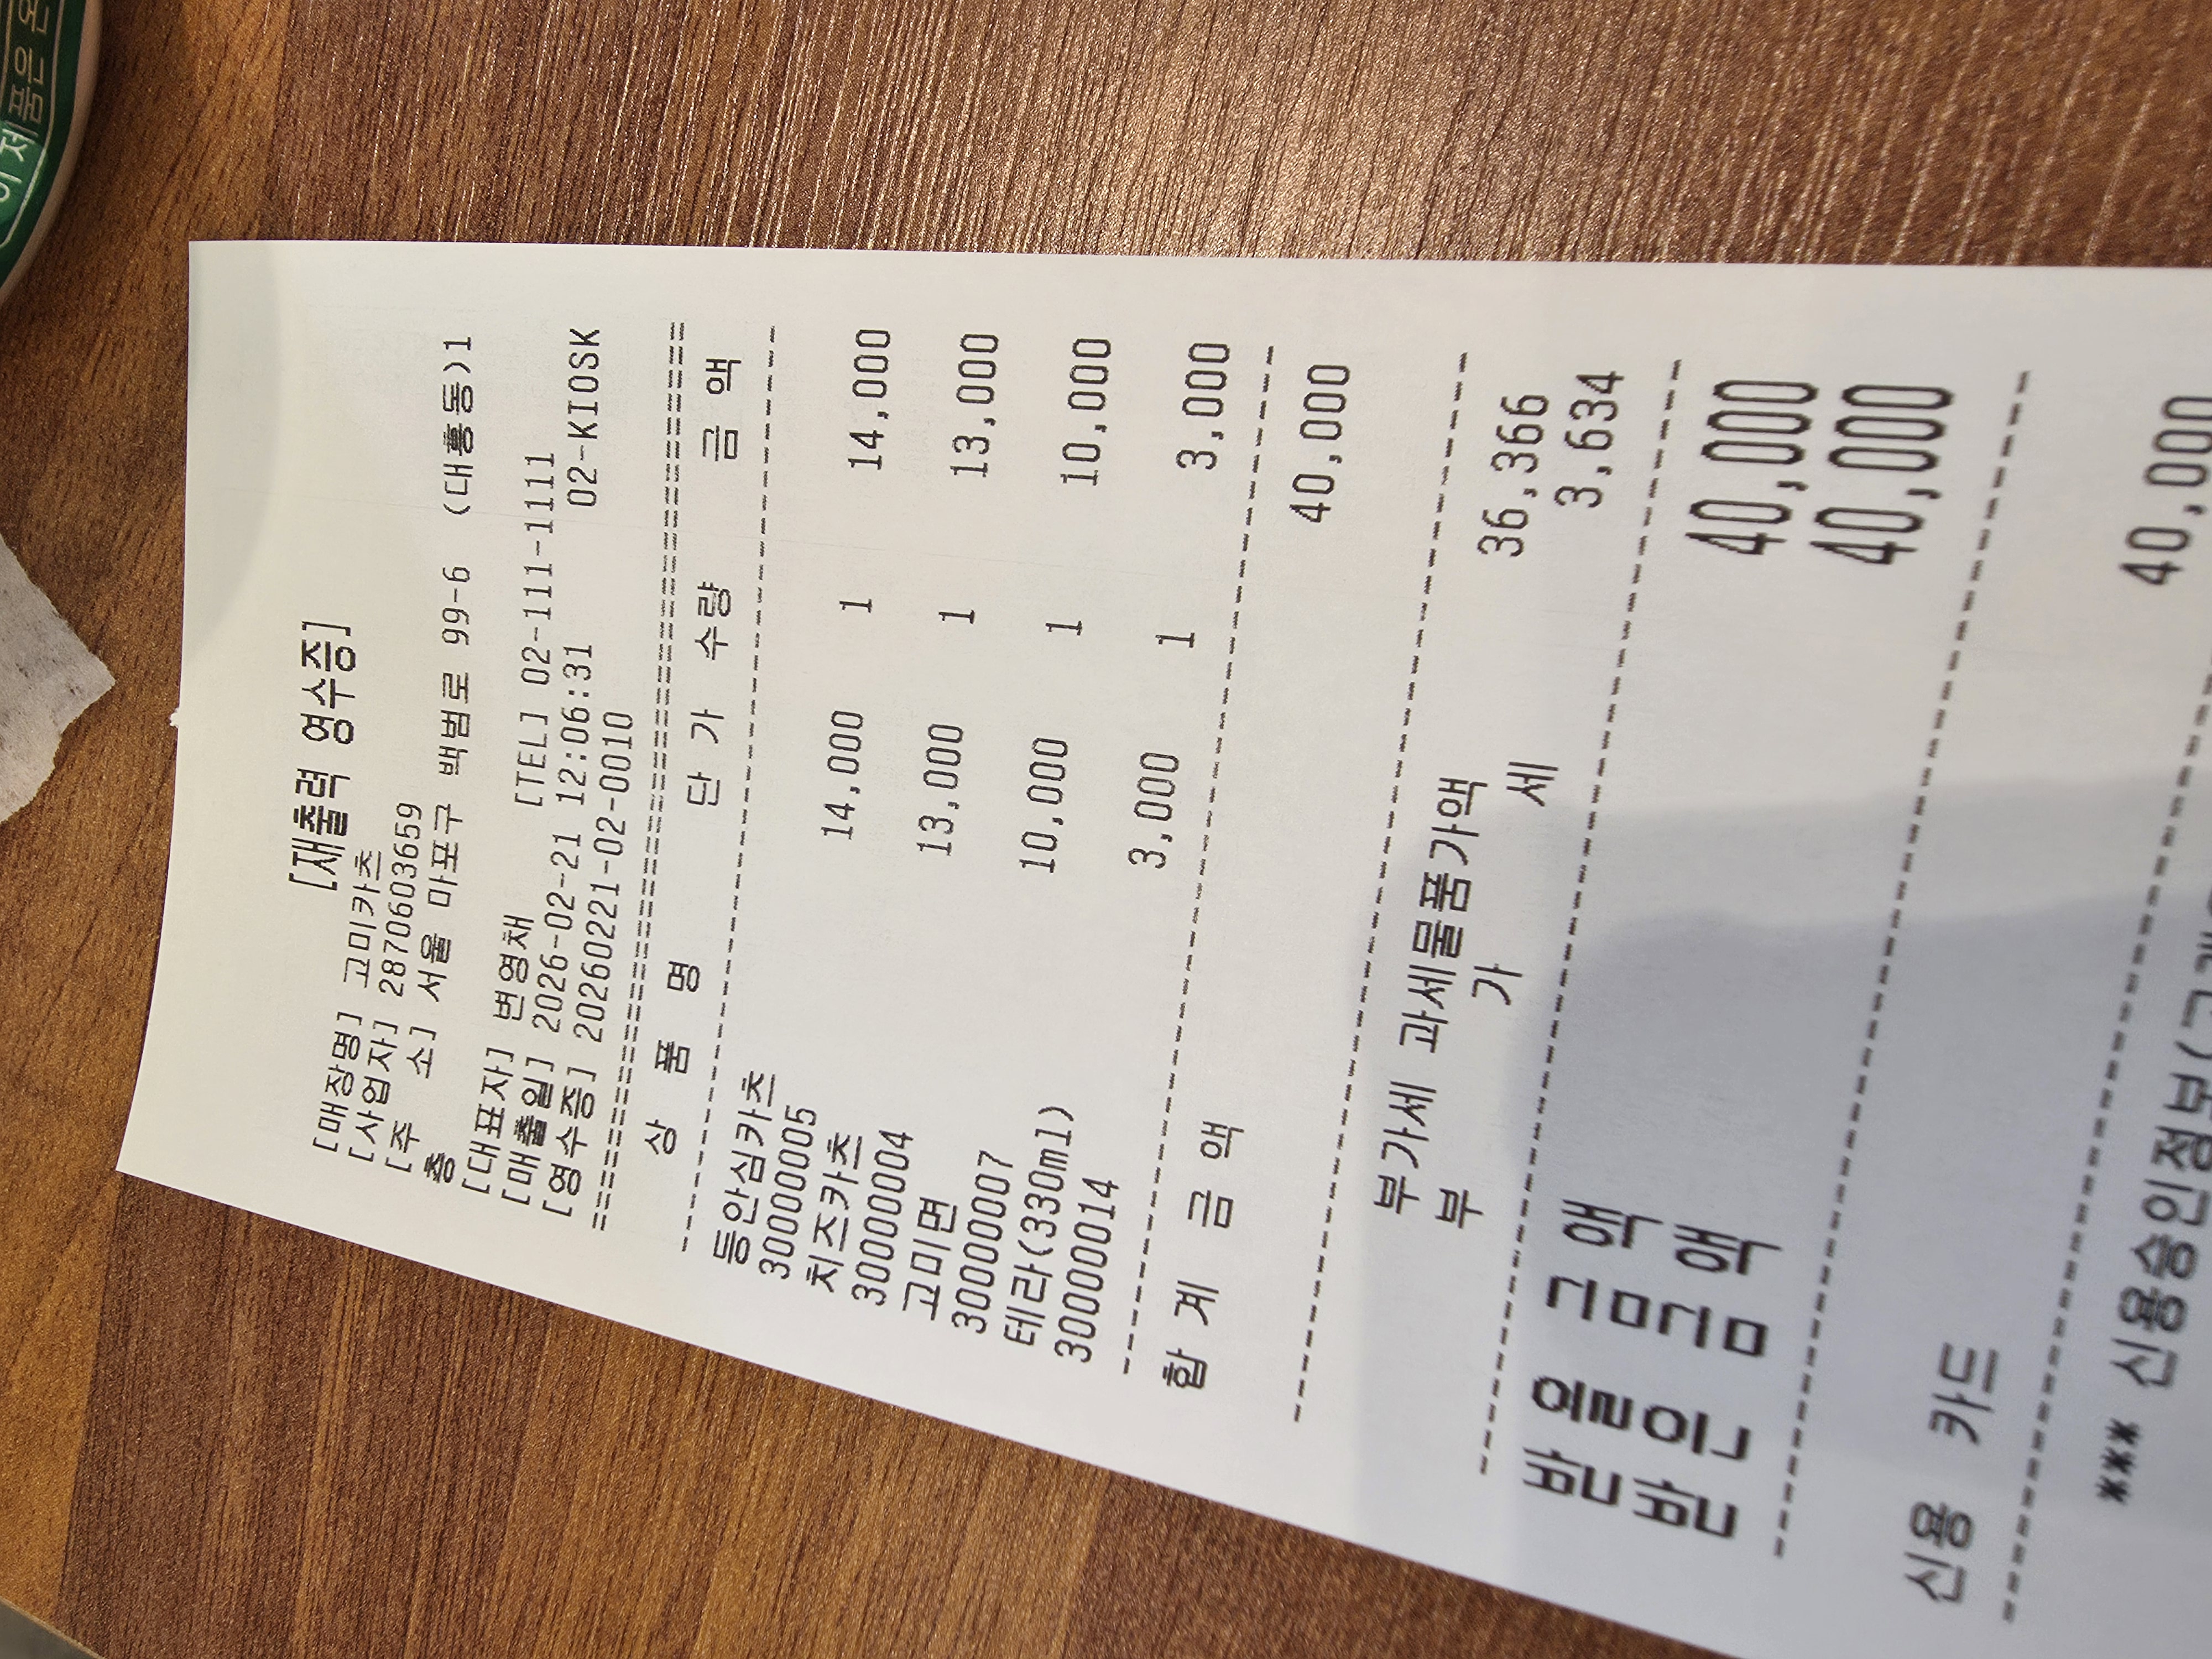 [재출력 영수증]
[매장명] 고미카츠
[사업자] 2870603659
[주 소] 서울 마포구 백범로 99-6 (대흥동)1
층
[대표자] 변영채 [TEL] 02-111-1111
[매출일] 2026-02-21 12:06:31 02-KIOSK
[영수증] 20260221-02-0010
================================================
상 품 명 단 가 수량 금 액
------------------------------------------------
등안심카츠
30000005 14,000 1 14,000
치즈카츠
30000004 13,000 1 13,000
고미면
30000007 10,000 1 10,000
테라(330ml)
30000014 3,000 1 3,000
------------------------------------------------
합 계 금 액 40,000
------------------------------------------------
부가세 과세물품가액 36,366
부 가 세 3,634
------------------------------------------------
받을금액 40,000
받은금액 40,000
------------------------------------------------
신용 카드 40,000
------------------------------------------------
*** 신용승인정보(고객